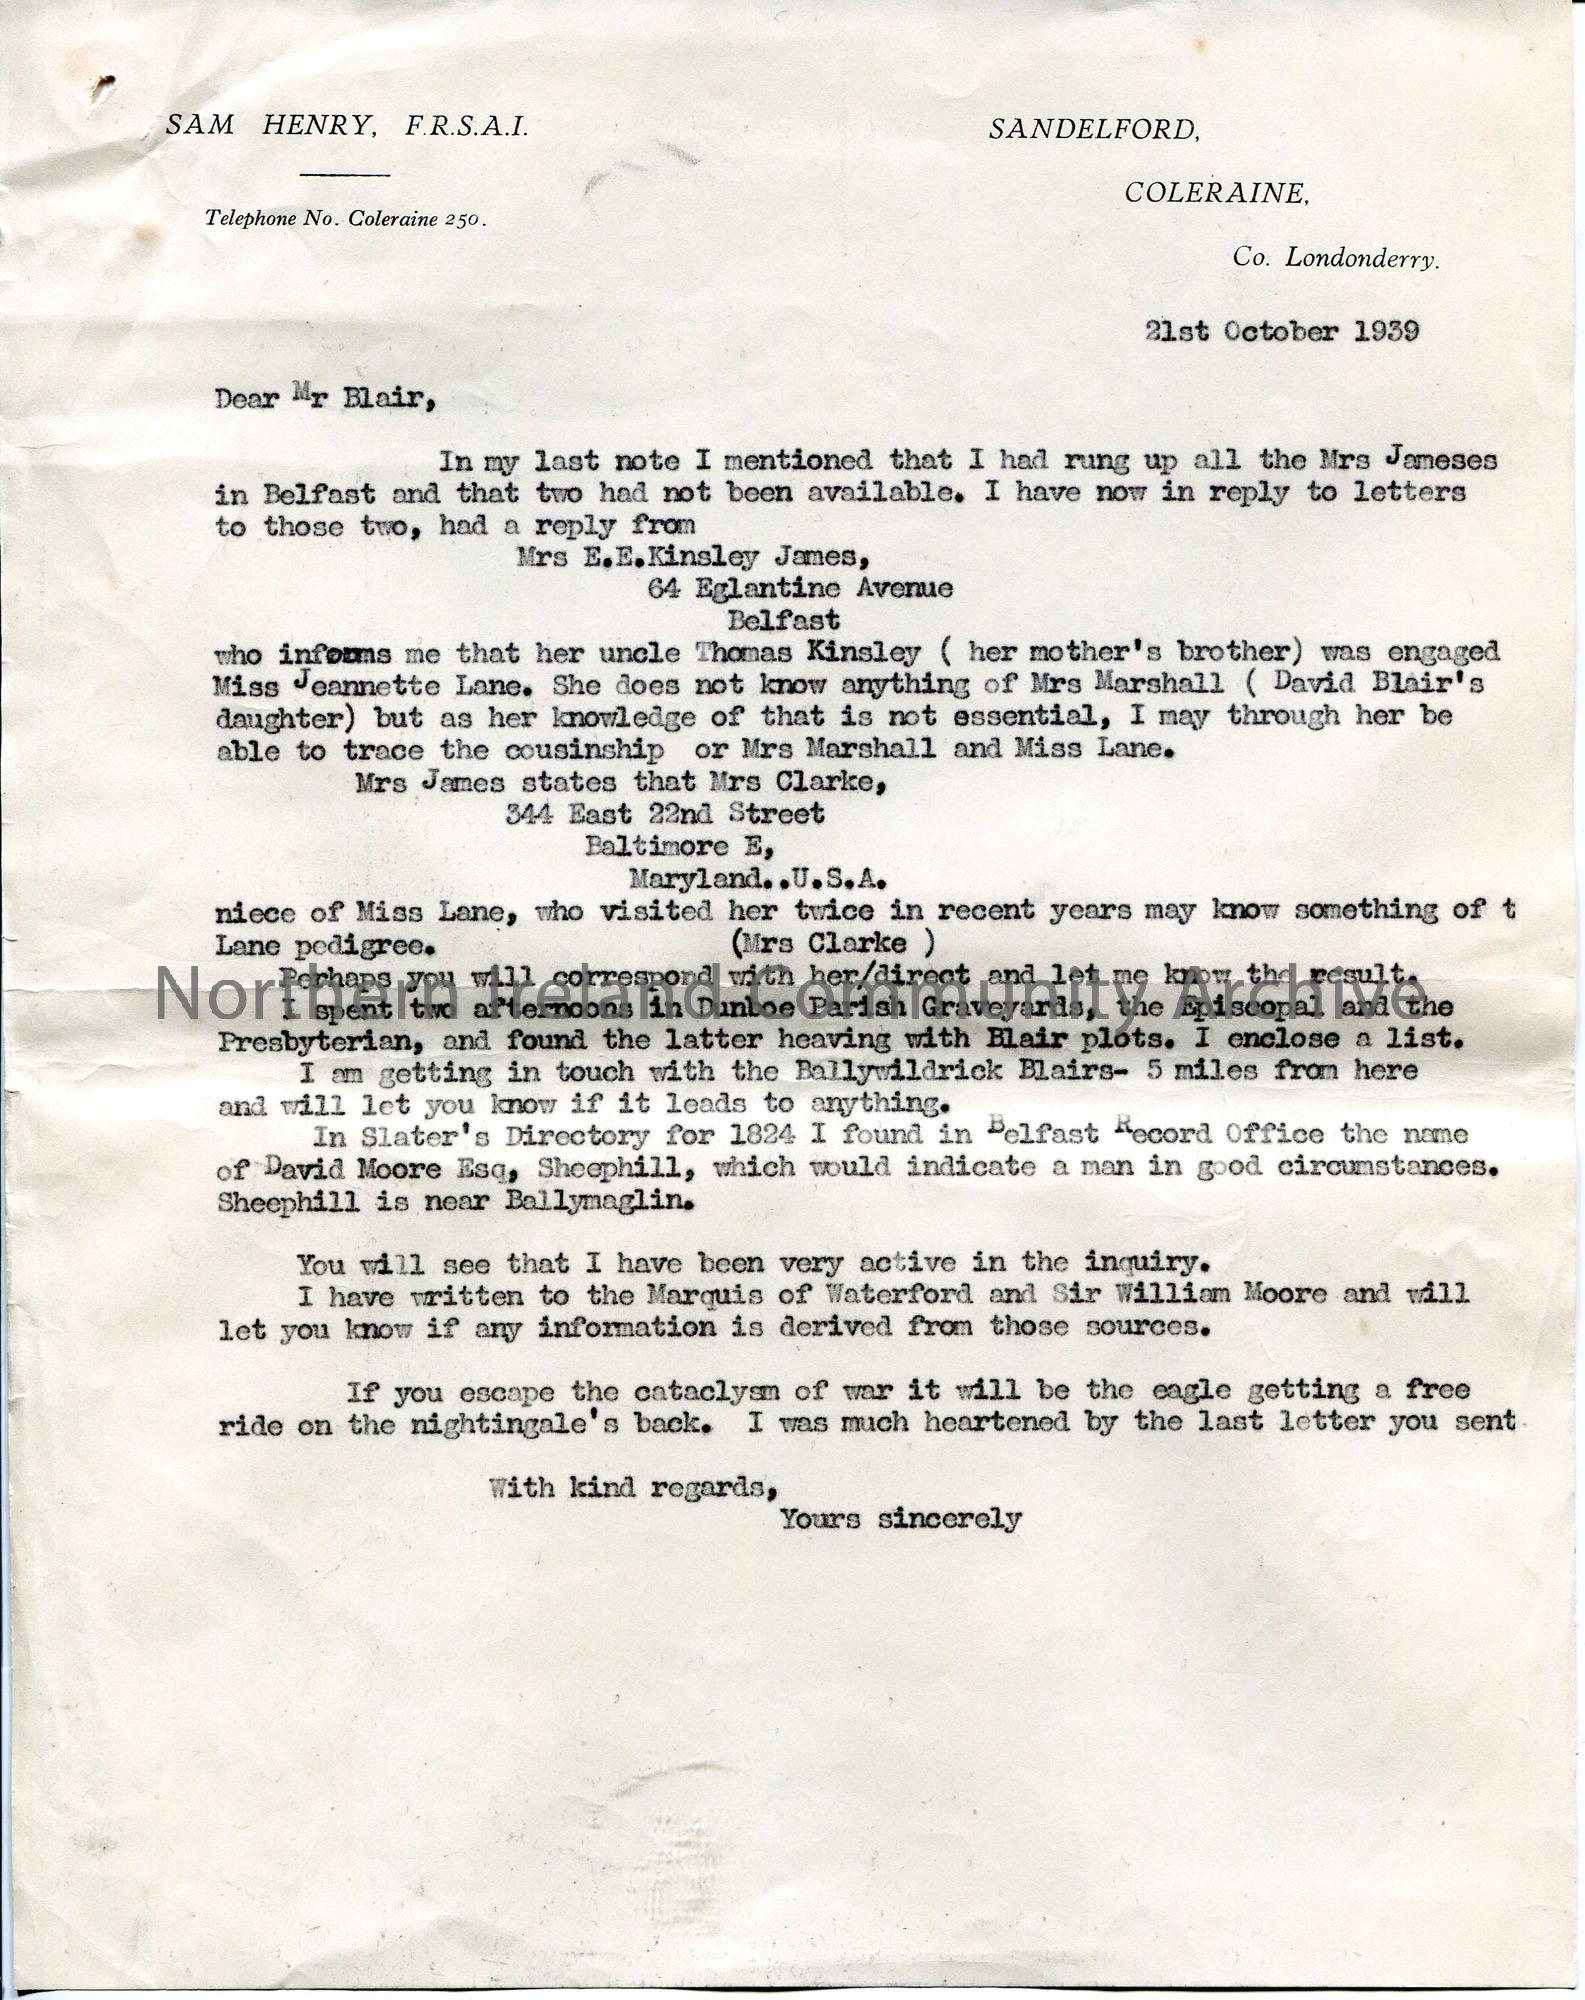 SAM HENRY, F.R.S.A.I.
Telephone No. Coleraine 250.
SANDELFORD,
COLERAINE,
Co. Londonderry.
21st October 1939
Dear Mr Blair,
In my last note I mentioned that I had rung up all the Mrs Jameses
in Belfast and that two had not been available. I have now in reply to letters
to those two, had a reply from
Mrs E.E.Kinsley James,
64 Eglantine Avenue
Belfast
who informs me that her uncle Thomas Kinsley ( her mother's brother) was engaged
Miss Jeannette Lane. She does not know anything of Mrs Marshall ( David Blair's
daughter) but as her knowledge of that is not essential, I may through her be
able to trace the cousinship or Mrs Marshall and Miss Lane.
Mrs James states that Mrs Clarke,
344 East 22nd Street
Baltimore E,
Maryland..U.S.A.
niece of Miss Lane, who visited her twice in recent years may know something of t
Lane pedigree. (Mrs Clarke )
Perhaps you will correspond with her/direct and let me know the result.
Northern Ireland Community Archive
I spent two afternoons in Dunboe Parish Graveyards, the Episcopal and the
Presbyterian, and found the latter heaving with Blair plots. I enclose a list.
I am getting in touch with the Ballywildrick Blairs- 5 miles from here
and will let you know if it leads to anything.
In Slater's Directory for 1824 I found in Belfast Record Office the name
of David Moore Esq, Sheephill, which would indicate a man in good circumstances.
Sheephill is near Ballymaglin.
You will see that I have been very active in the inquiry.
I have written to the Marquis of Waterford and Sir William Moore and will
let you know if any information is derived from those sources.
If you escape the cataclysm of war it will be the eagle getting a free
ride on the nightingale's back. I was much heartened by the last letter you sent
With kind regards,
Yours sincerely